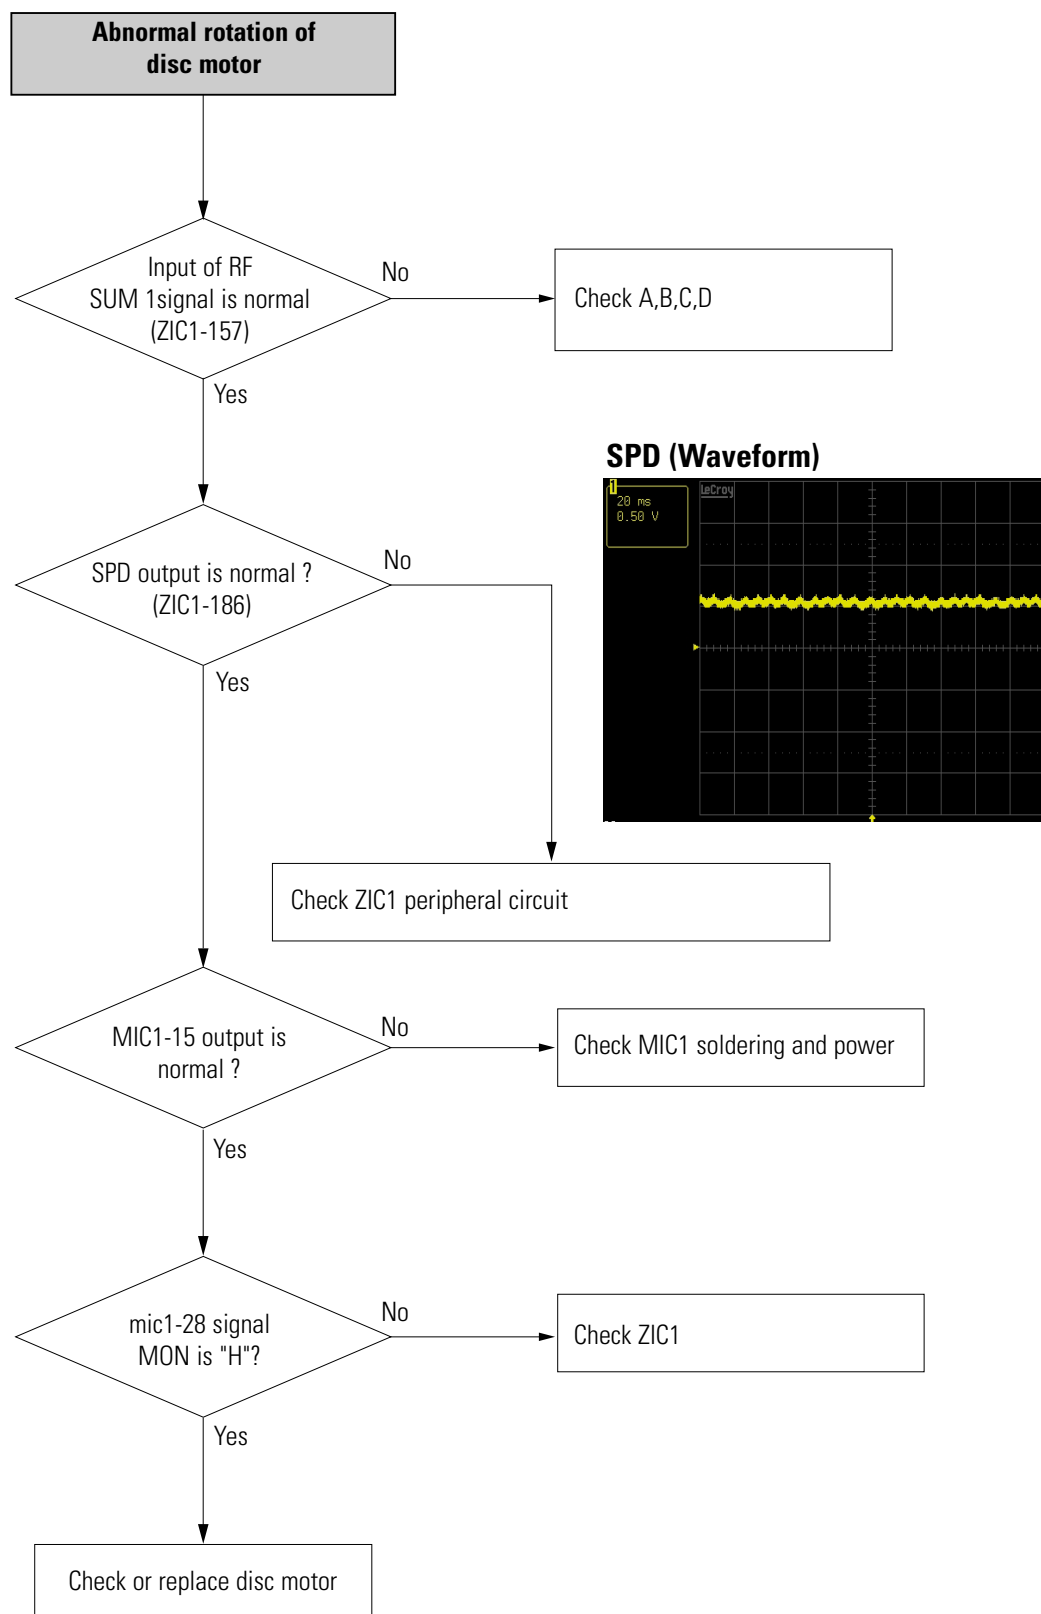 Abnormal rotation of
disc motor
Input of RF
SUM 1signal is normal
(ZIC1-157)
No
Check A,B,C,D
Yes
SPD (Waveform)
1
20 ms
0.50 V
LeCroy
SPD output is normal ?
(ZIC1-186)
No
Yes
Check ZIC1 peripheral circuit
MIC1-15 output is
normal ?
No
Check MIC1 soldering and power
Yes
mic1-28 signal
MON is "H"?
No
Check ZIC1
Yes
Check or replace disc motor